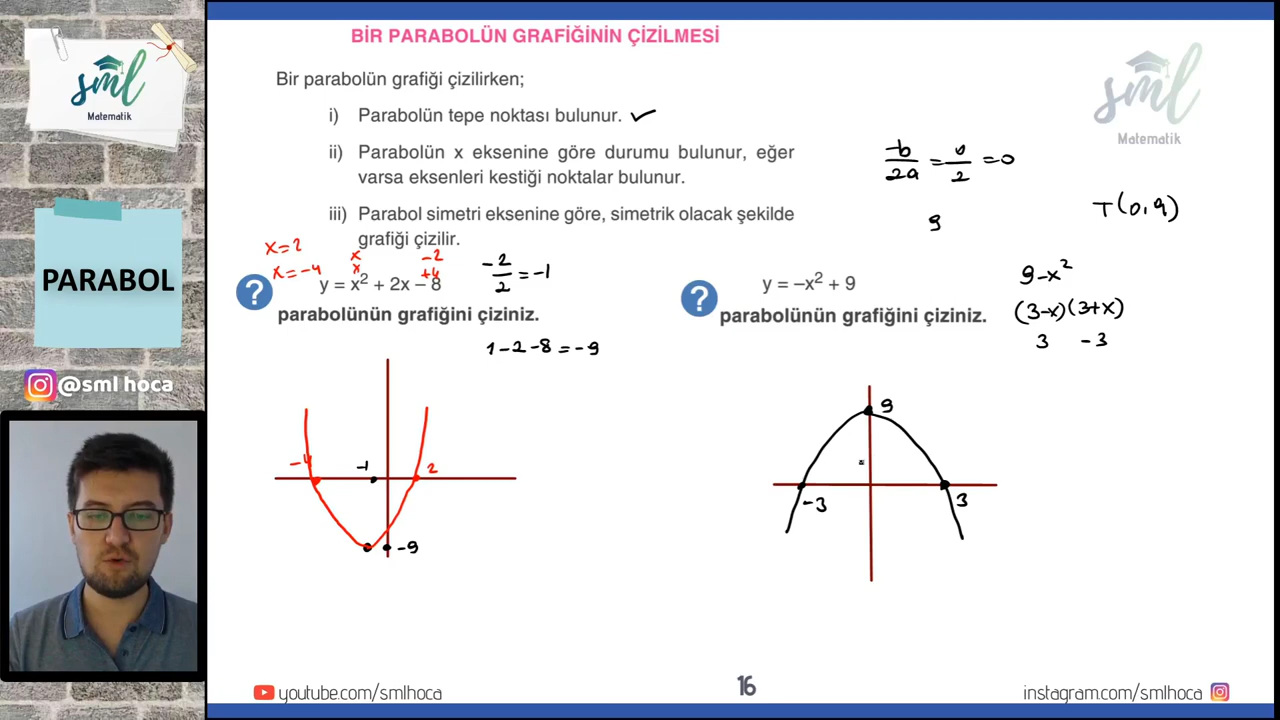 BİR PARABOLÜN GRAFİĞİNİN ÇİZİLMESİ
sml
Matematik
Bir parabolün grafiği çizilirken;
i) Parabolün tepe noktası bulunur.
ii) Parabolün x eksenine göre durumu bulunur, eğer
varsa eksenleri kestiği noktalar bulunur.
iii) Parabol simetri eksenine göre, simetrik olacak şekilde
grafiği çizilir.
sml
Matematik
-b/2a = 0/2 = 0
9
T(0,9)
PARABOL
@sml hoca
x=2
x=-4
x -2
x +4
? y = x² + 2x – 8
parabolünün grafiğini çiziniz.
-2/2 = -1
1-2-8=-9
-4
-1
2
-9
? y = –x² + 9
parabolünün grafiğini çiziniz.
9-x²
(3-x)(3+x)
3 -3
9
-3
3
youtube.com/smlhoca
16
instagram.com/smlhoca